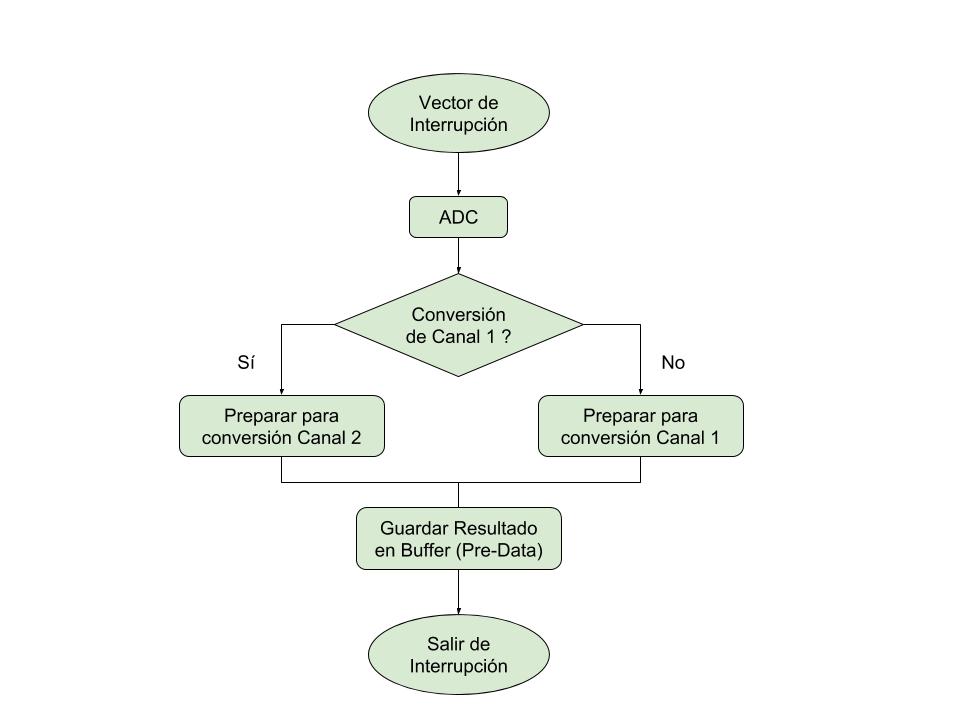 Vector de
Interrupción
ADC
Conversión
de Canal 1 ?
Sí
No
Preparar para
conversión Canal 2
Preparar para
conversión Canal 1
Guardar Resultado
en Buffer (Pre-Data)
Salir de
Interrupción